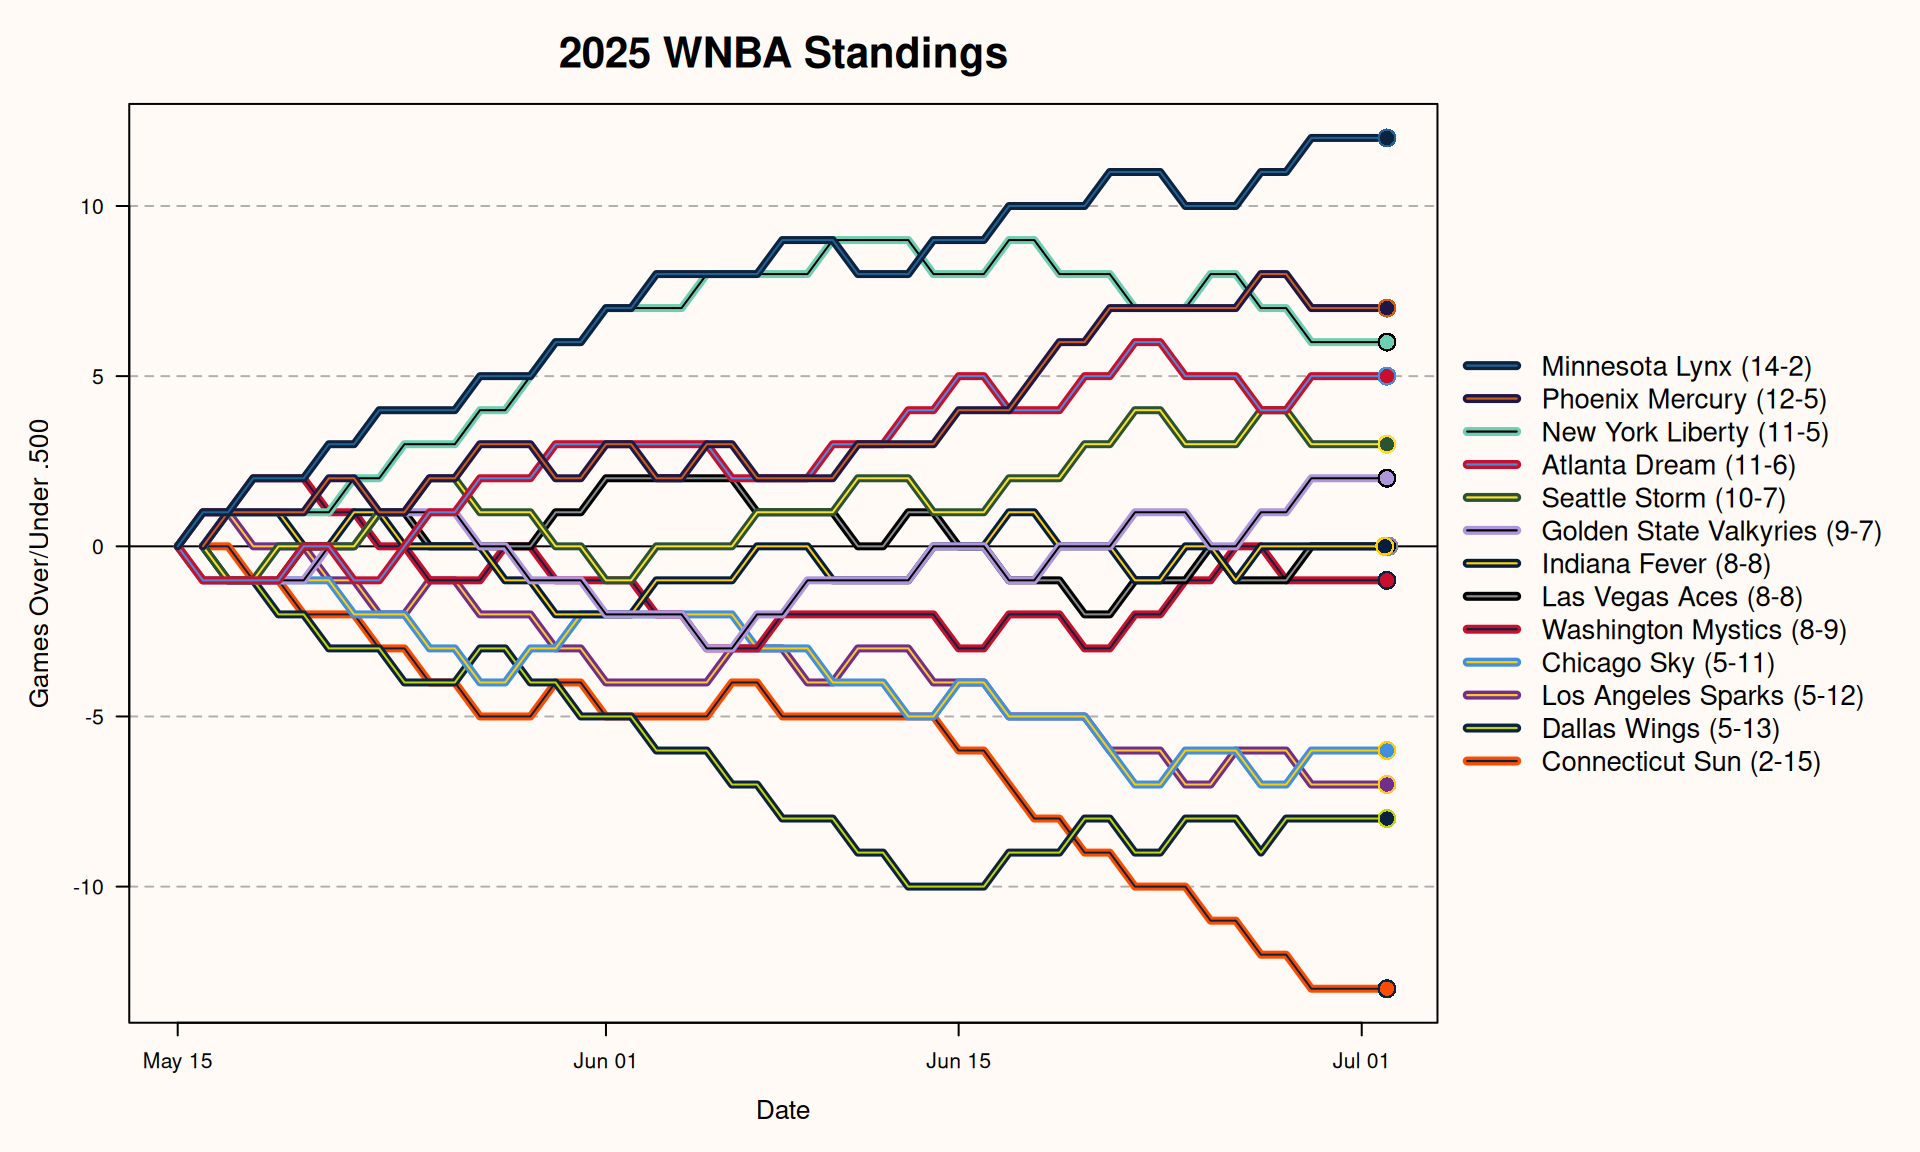 2025 WNBA Standings
Games Over/Under .500
10
5
0
-5
-10
May 15
Jun 01
Jun 15
Jul 01
Date
Minnesota Lynx (14-2)
Phoenix Mercury (12-5)
New York Liberty (11-5)
Atlanta Dream (11-6)
Seattle Storm (10-7)
Golden State Valkyries (9-7)
Indiana Fever (8-8)
Las Vegas Aces (8-8)
Washington Mystics (8-9)
Chicago Sky (5-11)
Los Angeles Sparks (5-12)
Dallas Wings (5-13)
Connecticut Sun (2-15)